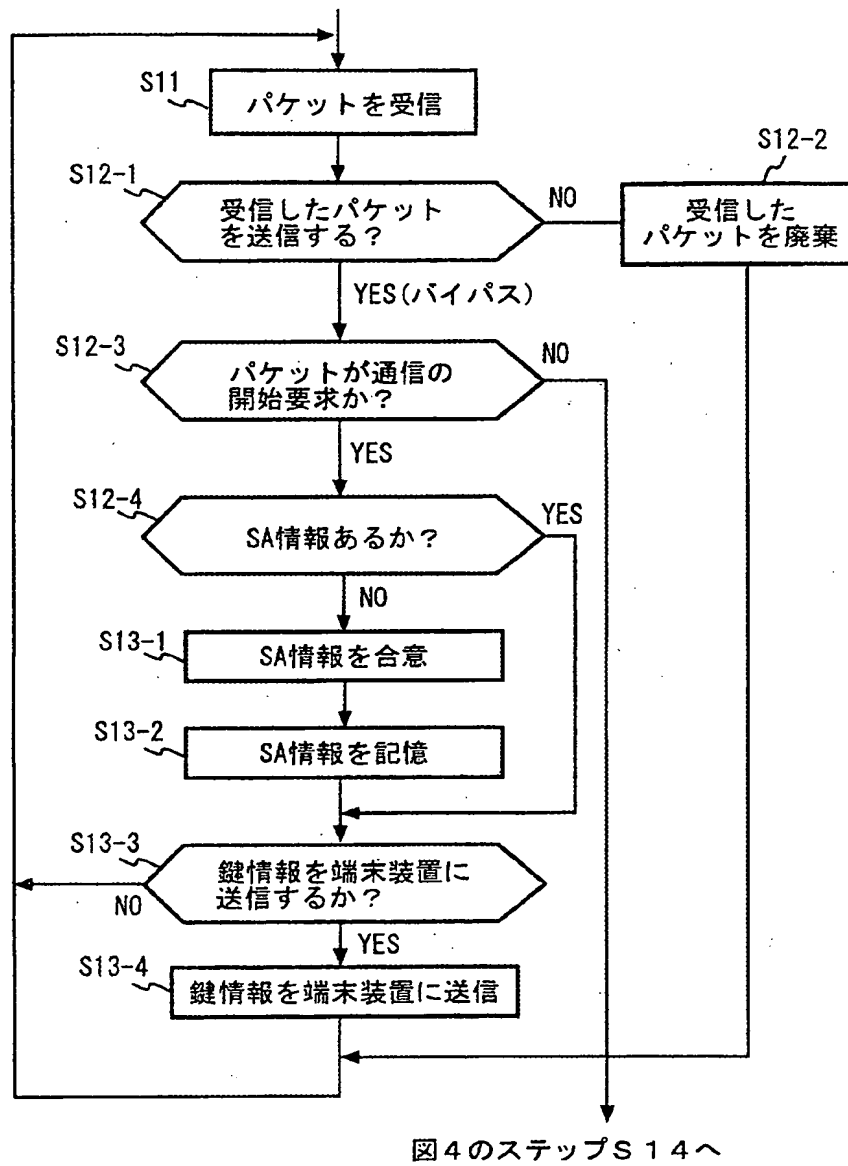 S11
パケットを受信
S12-1
受信したパケット
を送信する?
NO
S12-2
受信した
パケットを廃棄
YES(バイパス)
S12-3
パケットが通信の
開始要求か?
NO
YES
S12-4
SA情報あるか?
YES
NO
S13-1
SA情報を合意
S13-2
SA情報を記憶
S13-3
鍵情報を端末装置に
送信するか?
NO
YES
S13-4
鍵情報を端末装置に送信
図4のステップS14へ